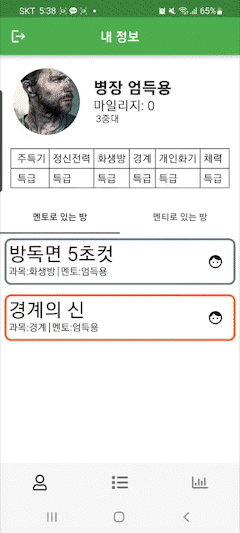 SKT 5:38 65%
내 정보
병장 엄득용
마일리지: 0
3중대
주특기 정신전력 화생방 경계 개인화기 체력
특급 특급 특급 특급 특급 특급
멘토로 있는 방 멘티로 있는 방
방독면 5초컷
과목:화생방 | 멘토:엄득용
경계의 신
과목:경계 | 멘토:엄득용